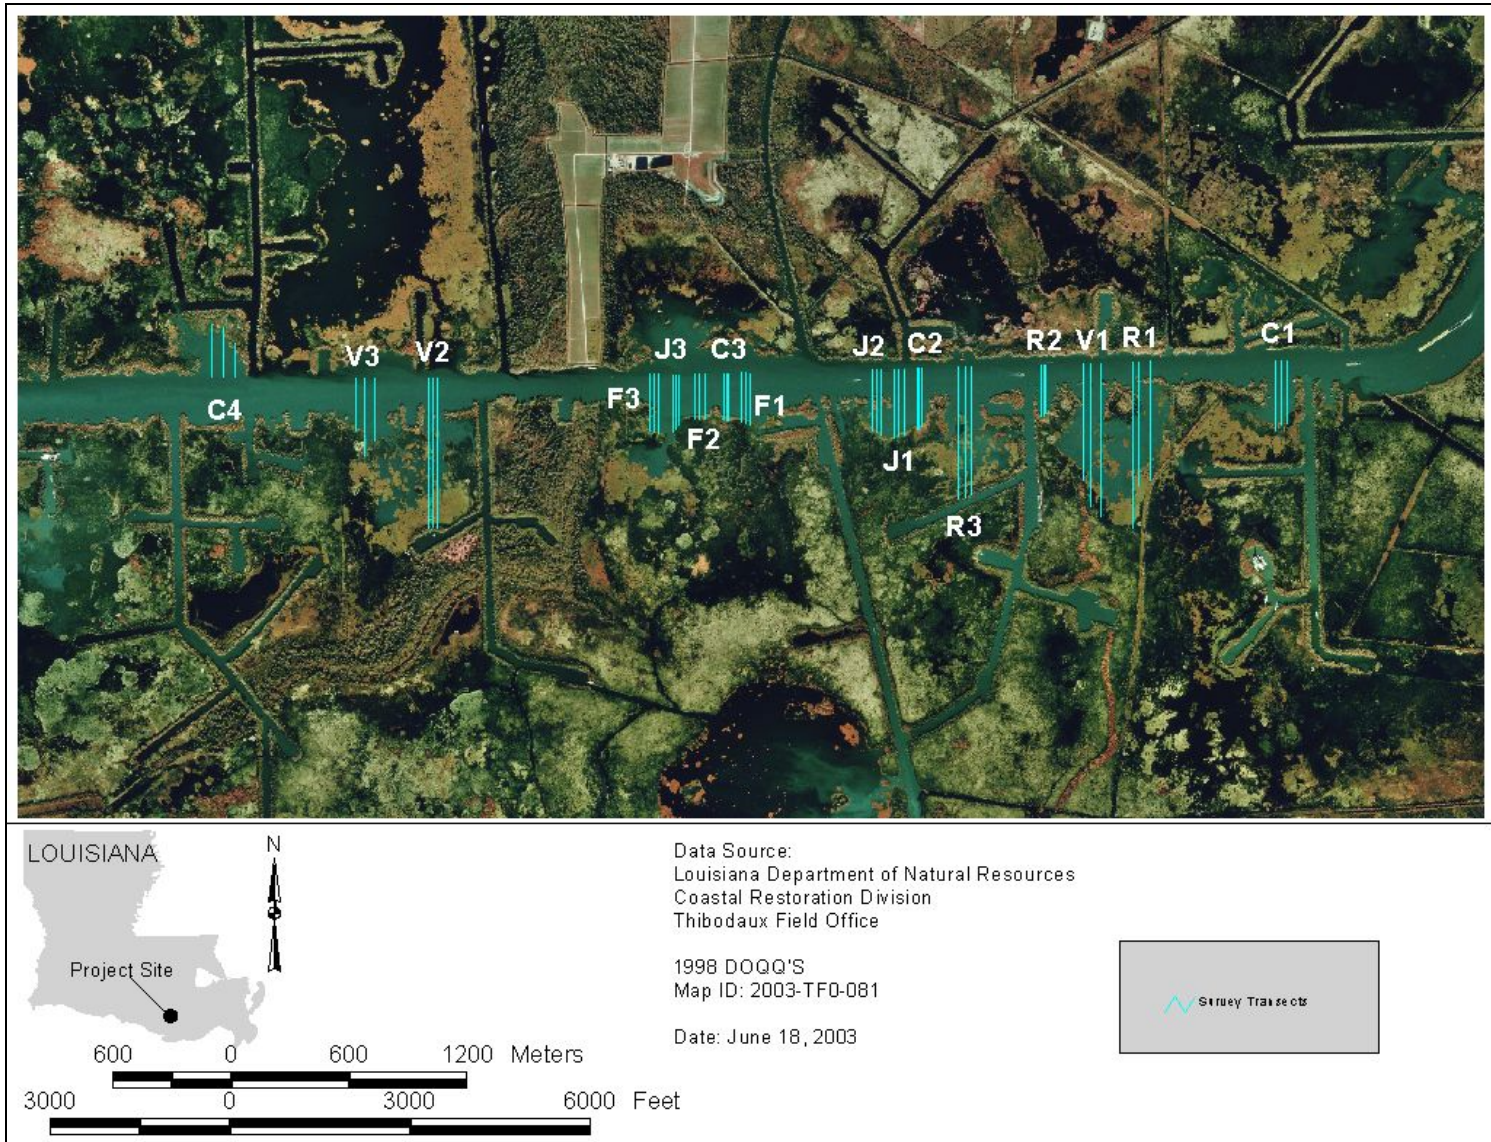 V3
V2
J3
C3
J2
C2
R2
V1
R1
C1
C4
F3
F2
F1
J1
R3
LOUISIANA
N
Project Site
600 0 600 1200 Meters
3000 0 3000 6000 Feet
Data Source:
Louisiana Department of Natural Resources
Coastal Restoration Division
Thibodaux Field Office
1998 DOQQ'S
Map ID: 2003-TF0-081
Date: June 18, 2003
Survey Transects